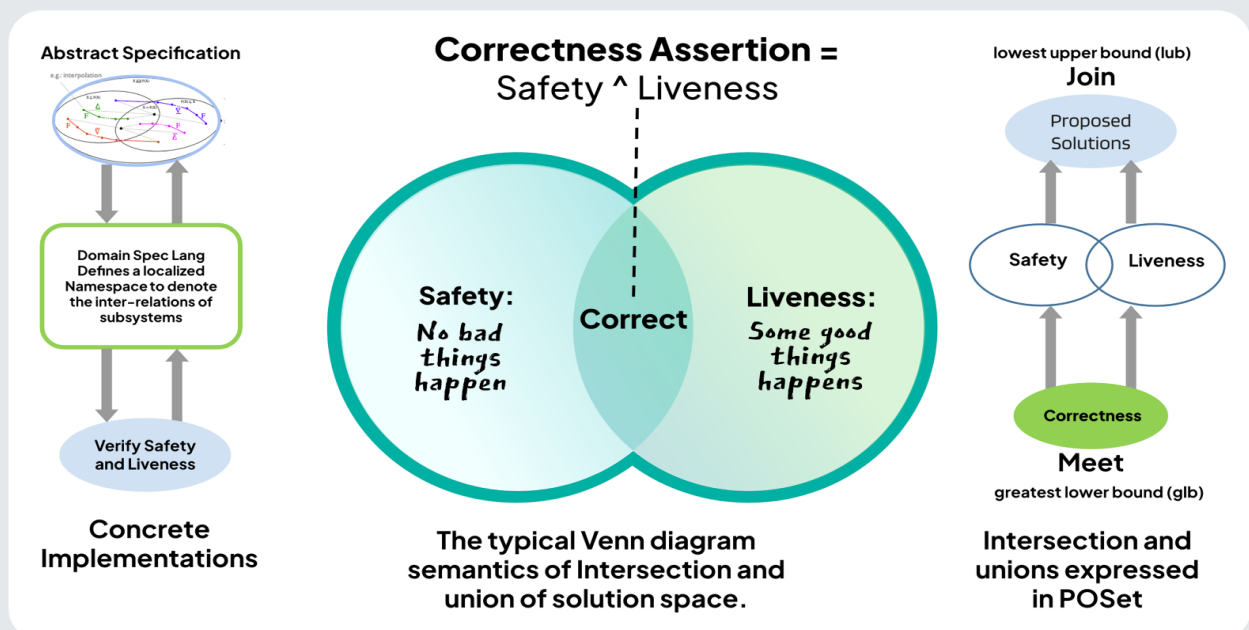 Abstract Specification
e.g.: interpolation
Domain Spec Lang
Defines a localized
Namespace to denote
the inter-relations of
subsystems
Verify Safety
and Liveness
Concrete
Implementations
Correctness Assertion =
Safety ^ Liveness
Safety:
No bad
things
happen
Correct
Liveness:
Some good
things
happens
The typical Venn diagram
semantics of Intersection and
union of solution space.
lowest upper bound (lub)
Join
Proposed
Solutions
Safety
Liveness
Correctness
Meet
greatest lower bound (glb)
Intersection and
unions expressed
in POSet